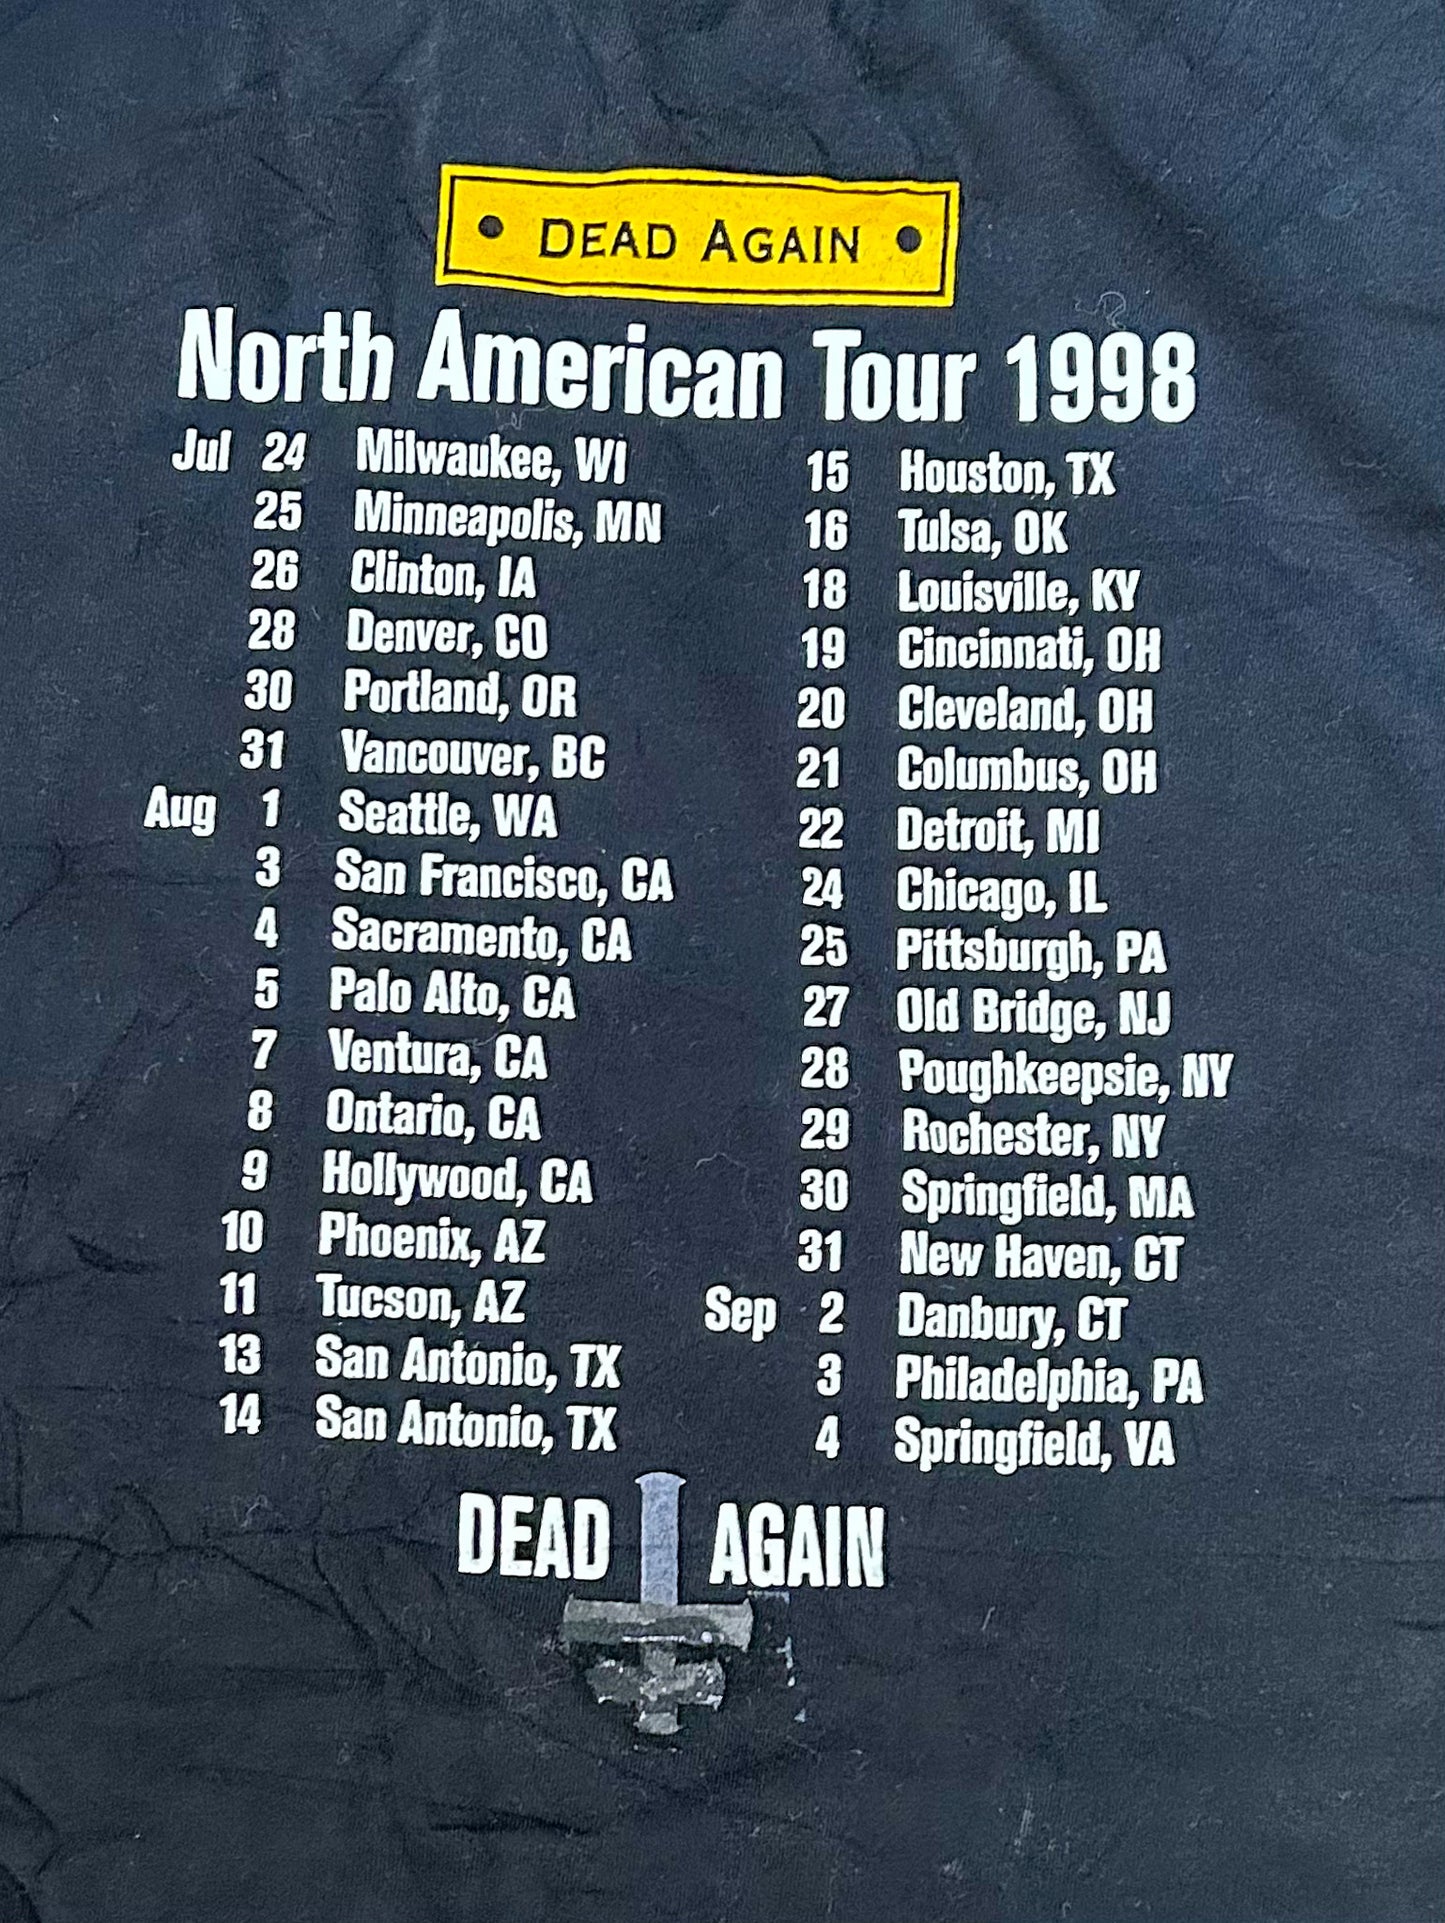 DEAD AGAIN
North American Tour 1998
Jul 24 Milwaukee, WI
25 Minneapolis, MN
26 Clinton, IA
28 Denver, CO
30 Portland, OR
31 Vancouver, BC
Aug 1 Seattle, WA
3 San Francisco, CA
4 Sacramento, CA
5 Palo Alto, CA
7 Ventura, CA
8 Ontario, CA
9 Hollywood, CA
10 Phoenix, AZ
11 Tucson, AZ
13 San Antonio, TX
14 San Antonio, TX
15 Houston, TX
16 Tulsa, OK
18 Louisville, KY
19 Cincinnati, OH
20 Cleveland, OH
21 Columbus, OH
22 Detroit, MI
24 Chicago, IL
25 Pittsburgh, PA
27 Old Bridge, NJ
28 Poughkeepsie, NY
29 Rochester, NY
30 Springfield, MA
31 New Haven, CT
Sep 2 Danbury, CT
3 Philadelphia, PA
4 Springfield, VA
DEAD AGAIN